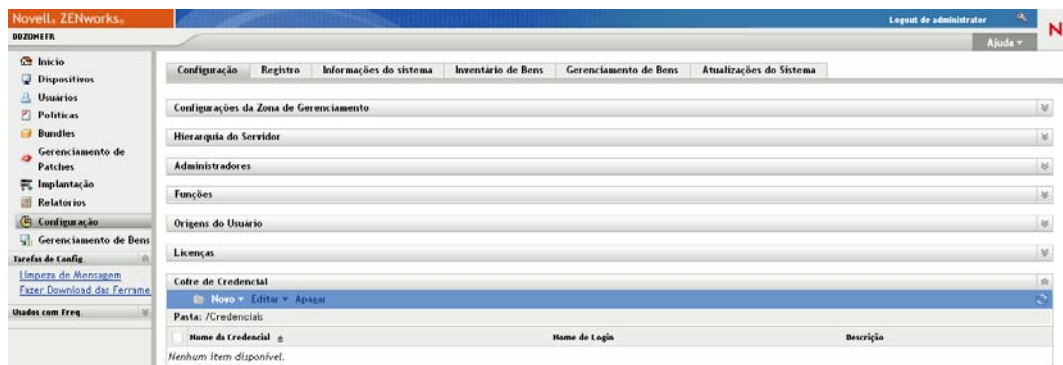 Novell® ZENworks®
Logout de administrator
DDZONEFR
Ajuda
Início
Dispositivos
Usuários
Políticas
Bundles
Gerenciamento de
Patches
Implantação
Relatórios
Configuração
Gerenciamento de Bens
Tarefas de Config.
Limpeza de Mensagem
Fazer Download das Ferrame
Usados com Freq.
Configuração Registro Informações do sistema Inventário de Bens Gerenciamento de Bens Atualizações do Sistema
Configurações da Zona de Gerenciamento
Hierarquia do Servidor
Administradores
Funções
Origens do Usuário
Licenças
Cofre de Credencial
Novo Editar Apagar
Pasta: /Credenciais
Nome da Credencial Nome de Login Descrição
Nenhum item disponível.
N